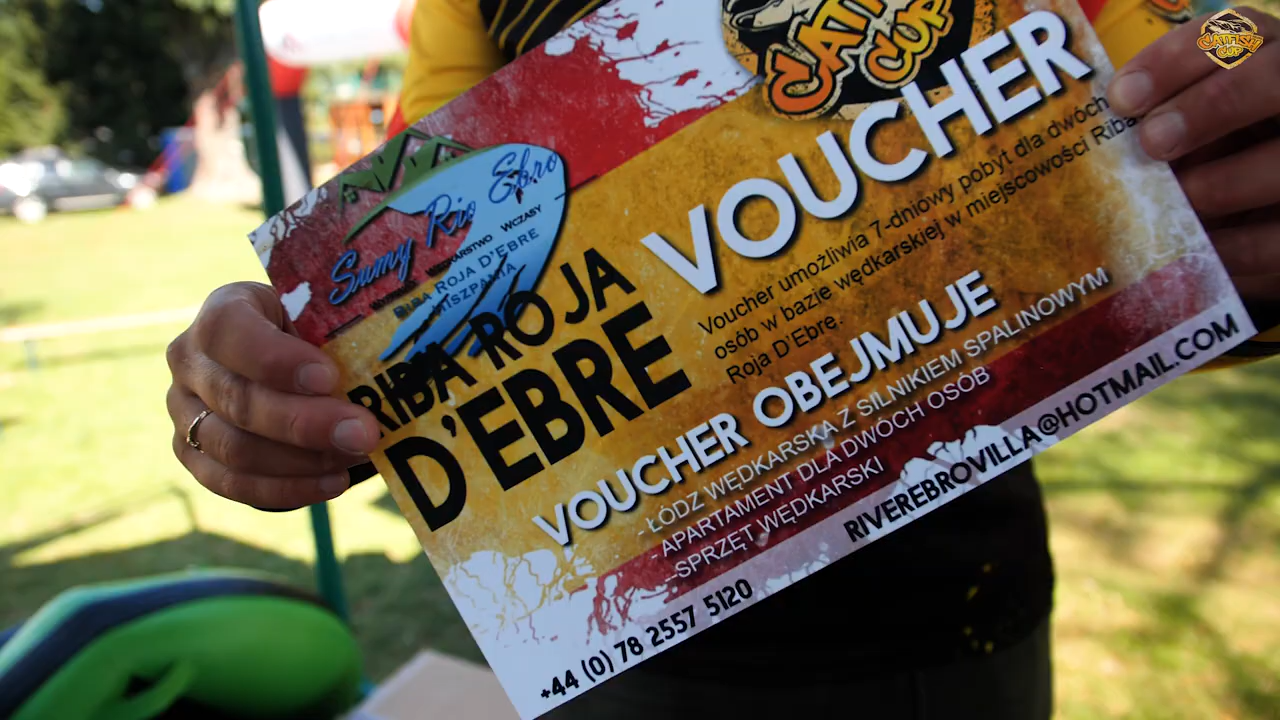 CATFISH
CUP
CATFISH
CUP
VOUCHER
Voucher umożliwia 7-dniowy pobyt dla dwóch
osób w bazie wędkarskiej w miejscowości Riba
Roja D'Ebre.
Sumy Rio Ebro
WĘDKARSTWO WCZASY
RIBA ROJA D'EBRE
HISZPANIA
RIBA ROJA
D'EBRE
VOUCHER OBEJMUJE
- ŁÓDZ WĘDKARSKA Z SILNIKIEM SPALINOWYM
- APARTAMENT DLA DWÓCH OSÓB
-SPRZĘT WĘDKARSKI
+44 (0) 78 2557 5120
RIVEREBROVILLA@HOTMAIL.COM